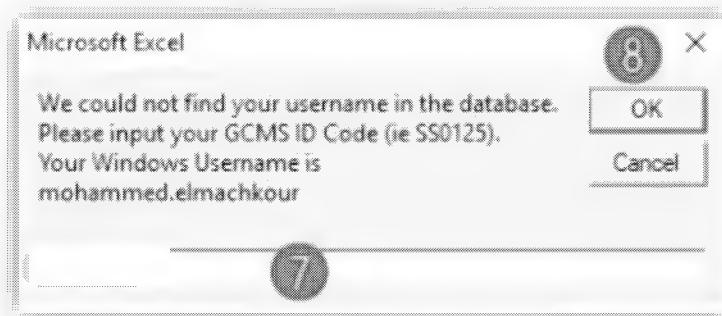 Microsoft Excel
8
We could not find your username in the database.
OK
Please input your GCMS ID Code (ie SS0125).
Your Windows Username is
Cancel
mohammed.elmachkour
7